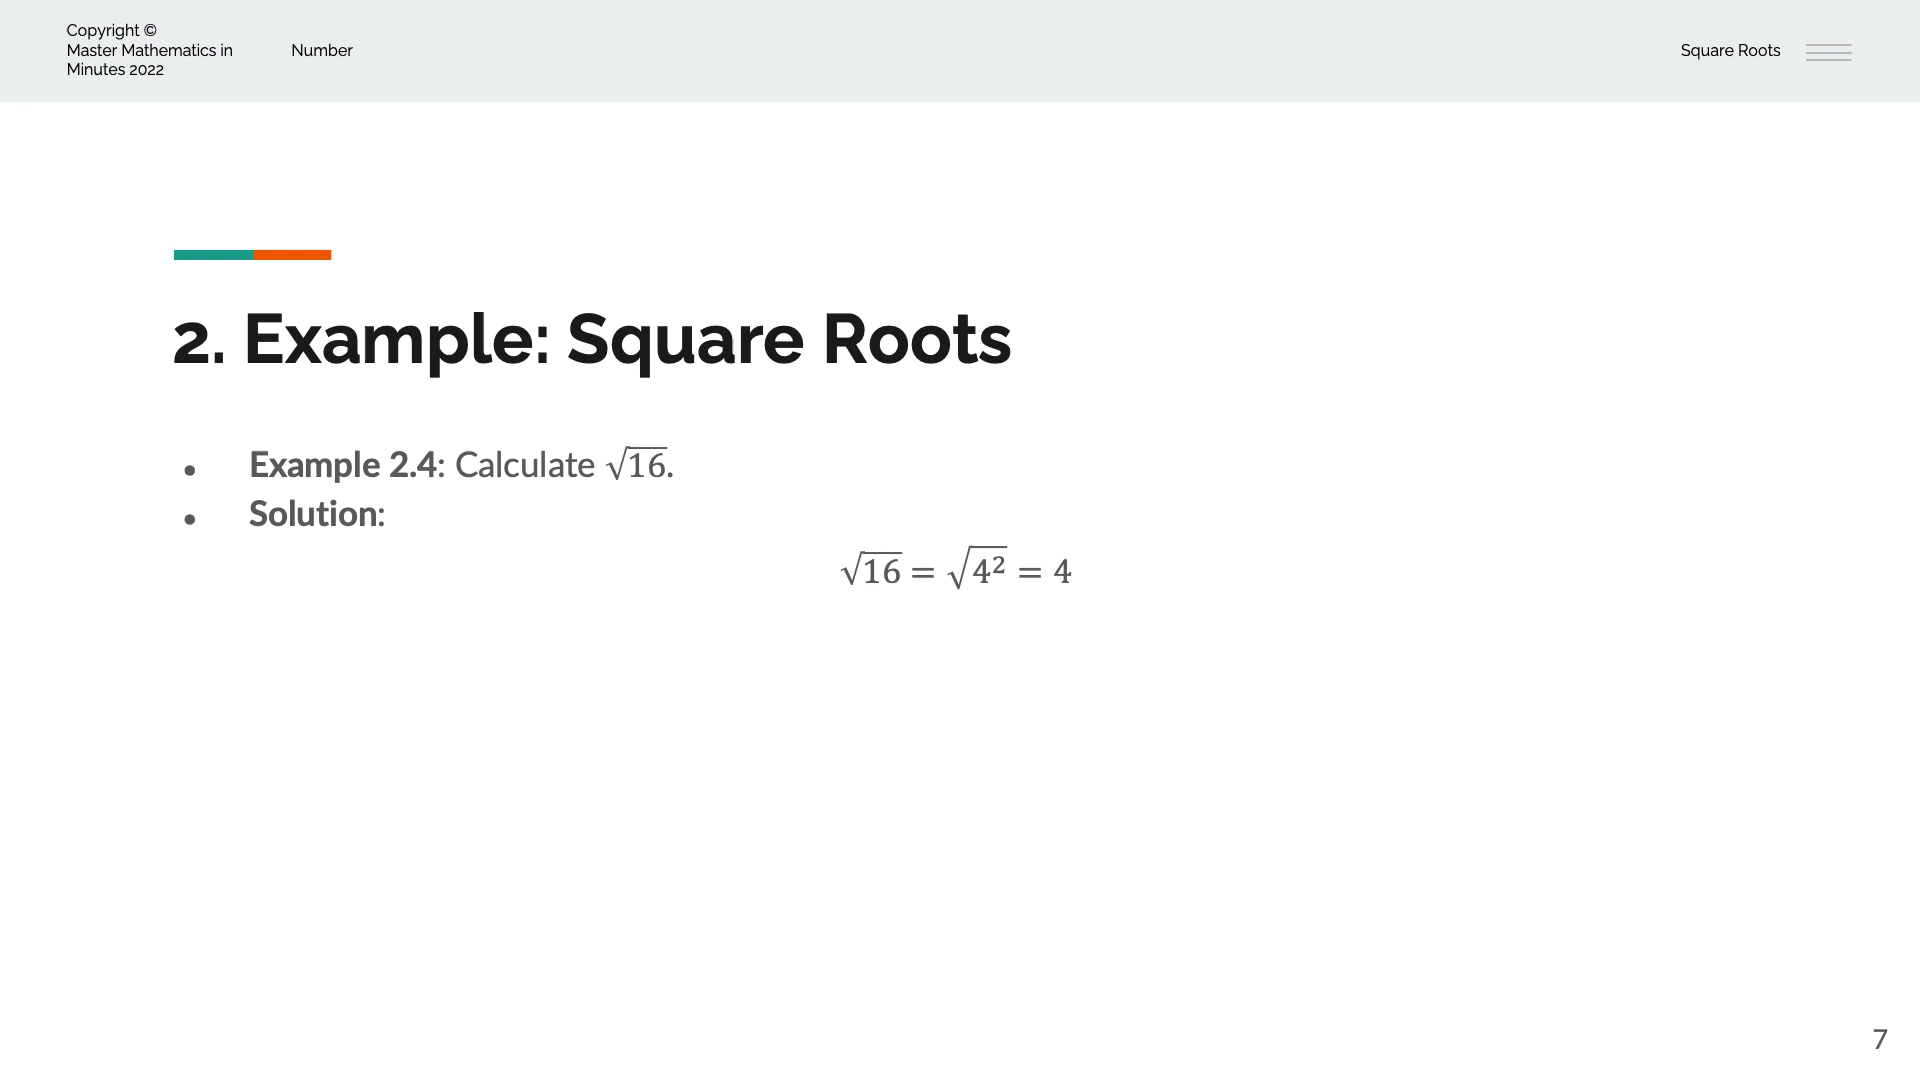 Copyright ©
Master Mathematics in
Minutes 2022
Number
Square Roots
2. Example: Square Roots
• Example 2.4: Calculate √16.
• Solution:
√16 = √4² = 4
7